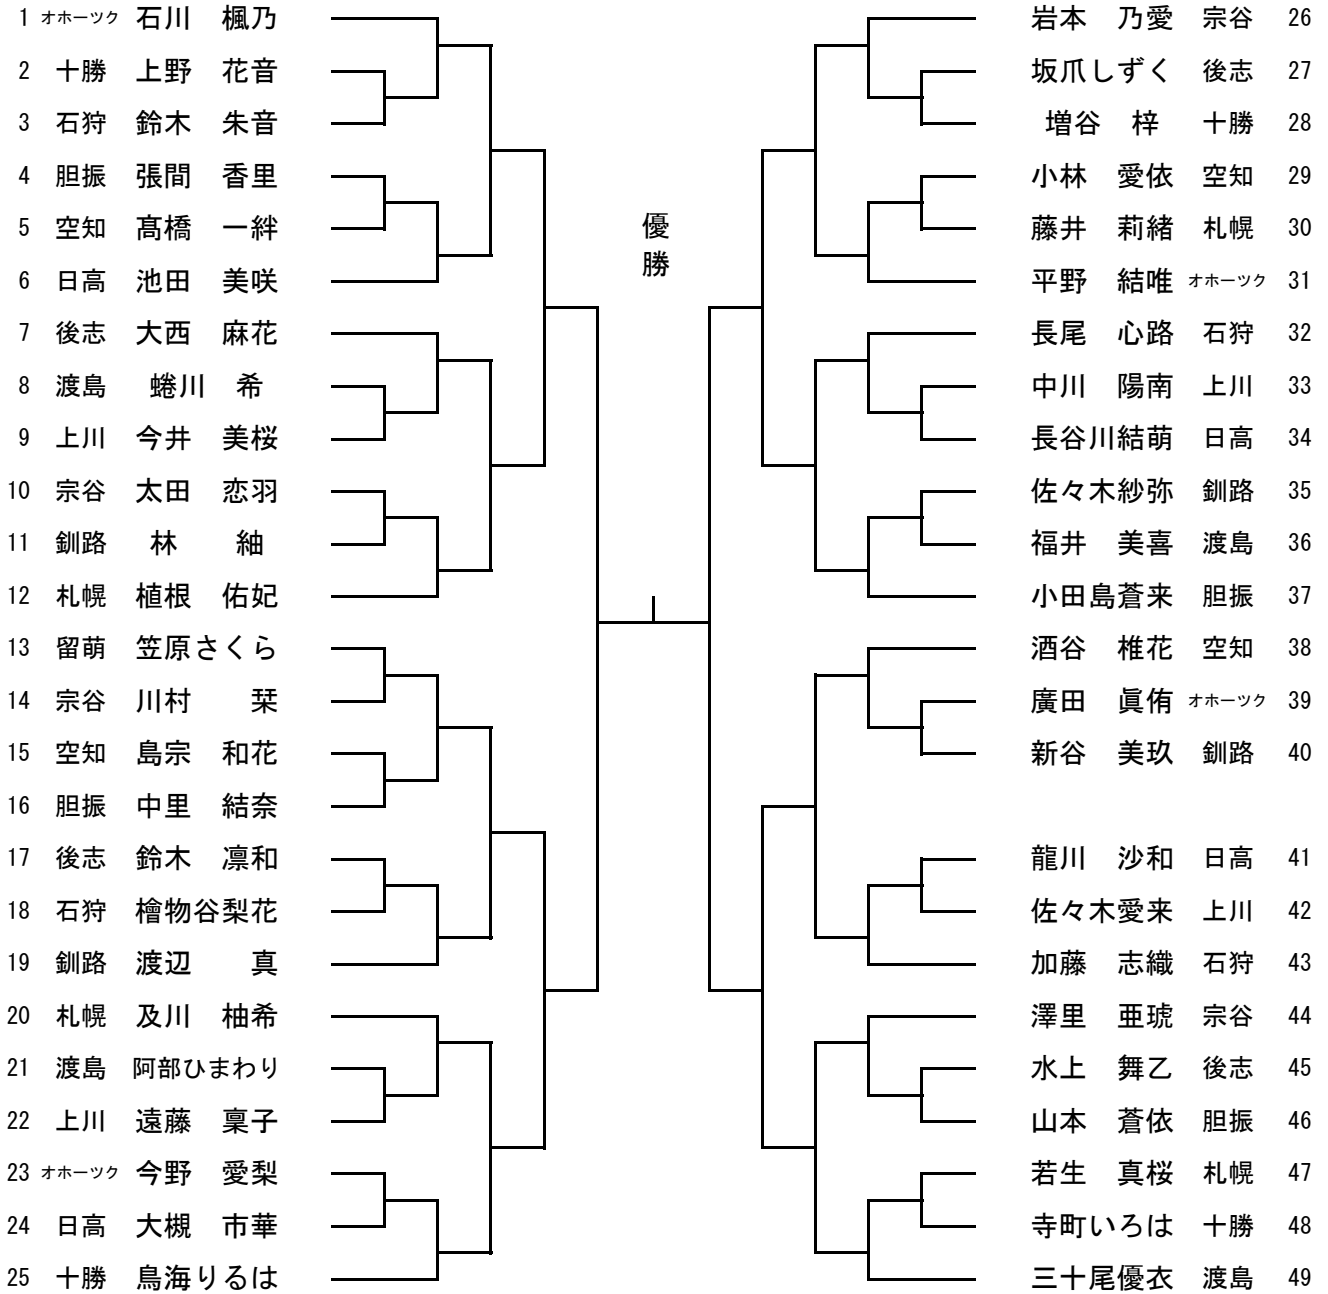 1 オホーツク 石川 楓乃
2 十勝 上野 花音
3 石狩 鈴木 朱音
4 胆振 張間 香里
5 空知 髙橋 一絆
6 日高 池田 美咲
7 後志 大西 麻花
8 渡島 蜷川 希
9 上川 今井 美桜
10 宗谷 太田 恋羽
11 釧路 林 紬
12 札幌 植根 佑妃
13 留萌 笠原さくら
14 宗谷 川村 栞
15 空知 島宗 和花
16 胆振 中里 結奈
17 後志 鈴木 凛和
18 石狩 檜物谷梨花
19 釧路 渡辺 真
20 札幌 及川 柚希
21 渡島 阿部ひまわり
22 上川 遠藤 稟子
23 オホーツク 今野 愛梨
24 日高 大槻 市華
25 十勝 鳥海りるは
優
勝
岩本 乃愛 宗谷 26
坂爪しずく 後志 27
増谷 梓 十勝 28
小林 愛依 空知 29
藤井 莉緒 札幌 30
平野 結唯 オホーツク 31
長尾 心路 石狩 32
中川 陽南 上川 33
長谷川結萌 日高 34
佐々木紗弥 釧路 35
福井 美喜 渡島 36
小田島蒼来 胆振 37
酒谷 椎花 空知 38
廣田 眞侑 オホーツク 39
新谷 美玖 釧路 40
龍川 沙和 日高 41
佐々木愛来 上川 42
加藤 志織 石狩 43
澤里 亜琥 宗谷 44
水上 舞乙 後志 45
山本 蒼依 胆振 46
若生 真桜 札幌 47
寺町いろは 十勝 48
三十尾優衣 渡島 49